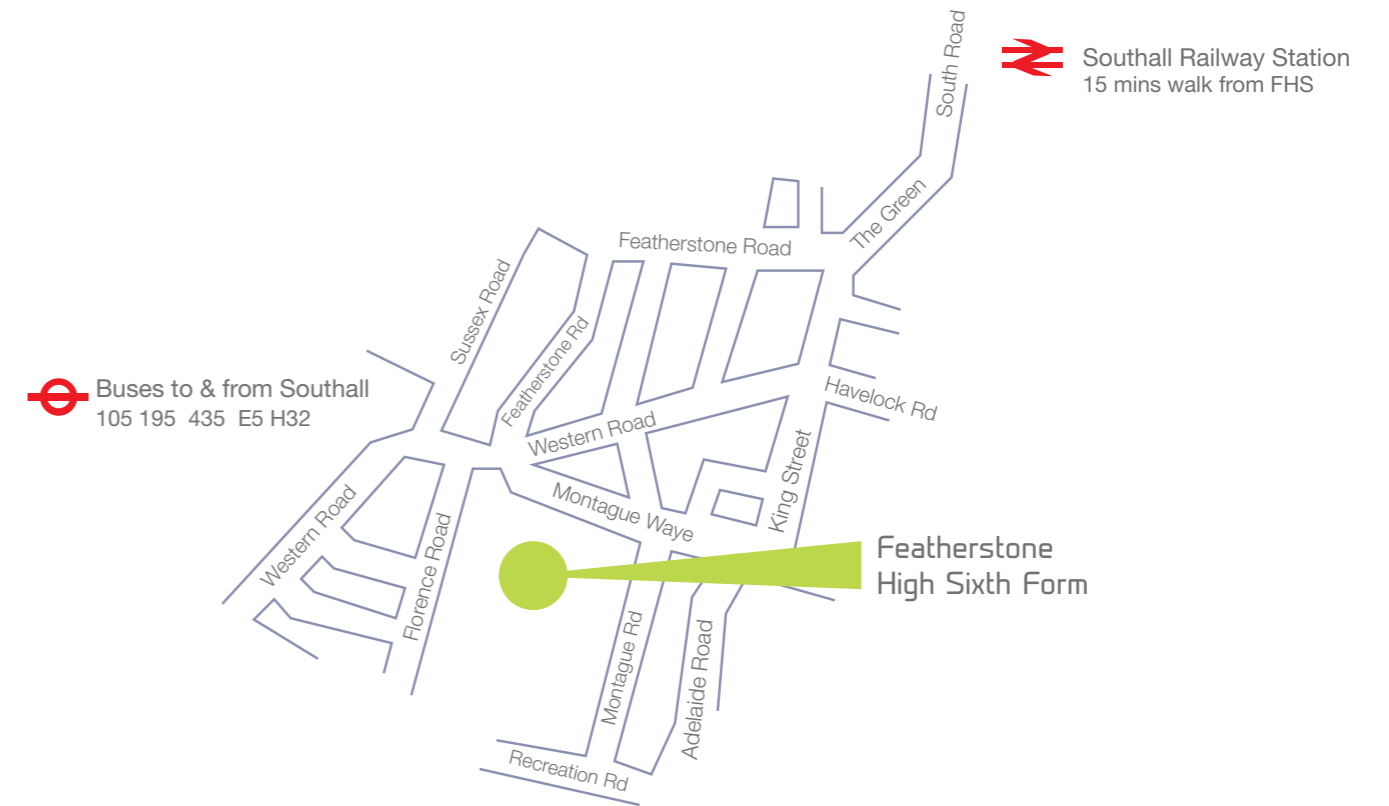 South Road
Southall Railway Station
15 mins walk from FHS
The Green
Featherstone Road
Sussex Road
Featherstone Rd
Buses to & from Southall
105 195 435 E5 H32
Havelock Rd
Western Road
King Street
Montague Waye
Western Road
Florence Road
Featherstone
High Sixth Form
Montague Rd
Adelaide Road
Recreation Rd